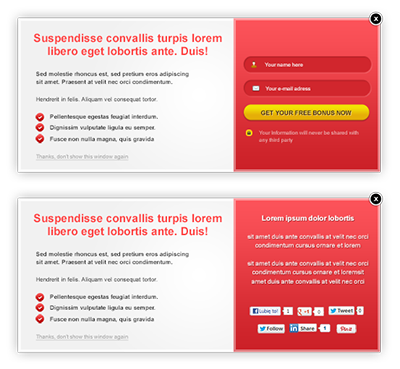 x
Suspendisse convallis turpis lorem
libero eget lobortis ante. Duis!
Sed molestie rhoncus est, sed pretium eros adipiscing
sit amet. Praesent at velit nec orci condimentum.
Hendrerit in felis. Aliquam vel consequat tortor.
Pellentesque egestas feugiat interdum.
Dignissim vulputate ligula eu semper.
Fusce non nulla magna, quis gravida
Thanks, don't show this window again
Your name here
Your e-mail adress
GET YOUR FREE BONUS NOW
Your Information will never be shared with
any third party
x
Suspendisse convallis turpis lorem
libero eget lobortis ante. Duis!
Sed molestie rhoncus est, sed pretium eros adipiscing
sit amet. Praesent at velit nec orci condimentum.
Hendrerit in felis. Aliquam vel consequat tortor.
Pellentesque egestas feugiat interdum.
Dignissim vulputate ligula eu semper.
Fusce non nulla magna, quis gravida
Thanks, don't show this window again
Lorem ipsum dolor lobortis
sit amet duis ante convallis at velit nec orci
condimentum cursus ornare et lorem
sit amet duis ante convallis at velit nec orci
condimentum cursus ornare et loremsit
amet duis ante convallis at velit nec orci
Lubię to! 1 +1 0 Tweet 0
Follow in Share 1 Pin it